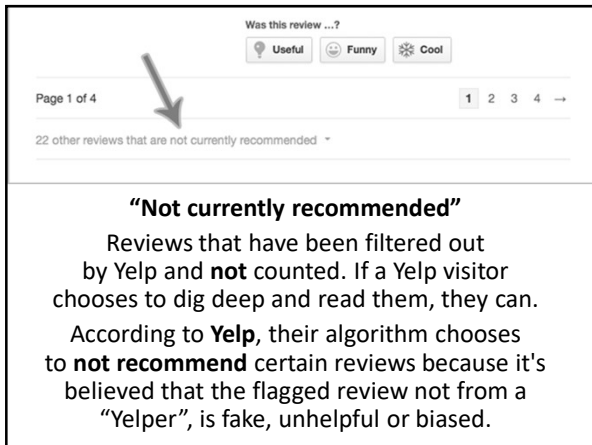 Was this review ...?
Useful Funny Cool
Page 1 of 4 1 2 3 4 →
22 other reviews that are not currently recommended
“Not currently recommended”
Reviews that have been filtered out
by Yelp and not counted. If a Yelp visitor
chooses to dig deep and read them, they can.
According to Yelp, their algorithm chooses
to not recommend certain reviews because it's
believed that the flagged review not from a
“Yelper”, is fake, unhelpful or biased.